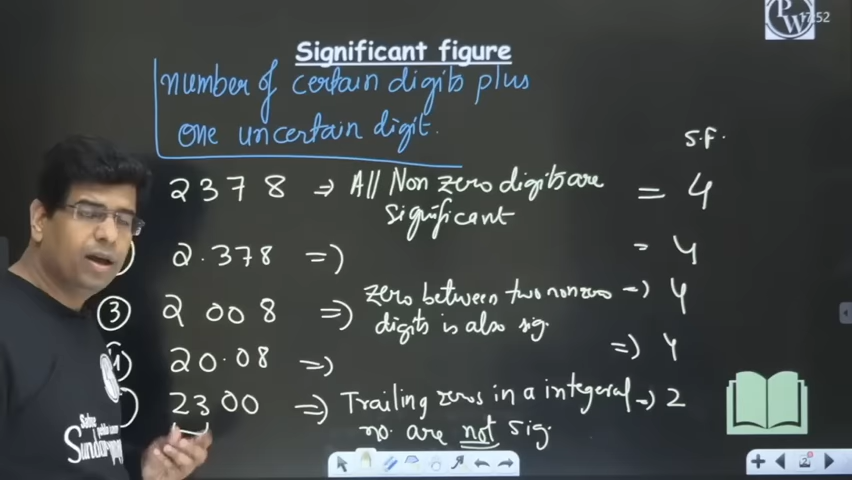 PW
17:52
Significant figure
number of certain digits plus
one uncertain digit.
S.F.
2378 ⇒ All Non zero digits are = 4
significant
2.378 ⇒ = 4
3 2008 ⇒ zero between two nonzero ⇒ 4
digits is also sig.
20.08 ⇒ ⇒ 4
2300 ⇒ Trailing zeros in a integeral → 2
no. are not sig.